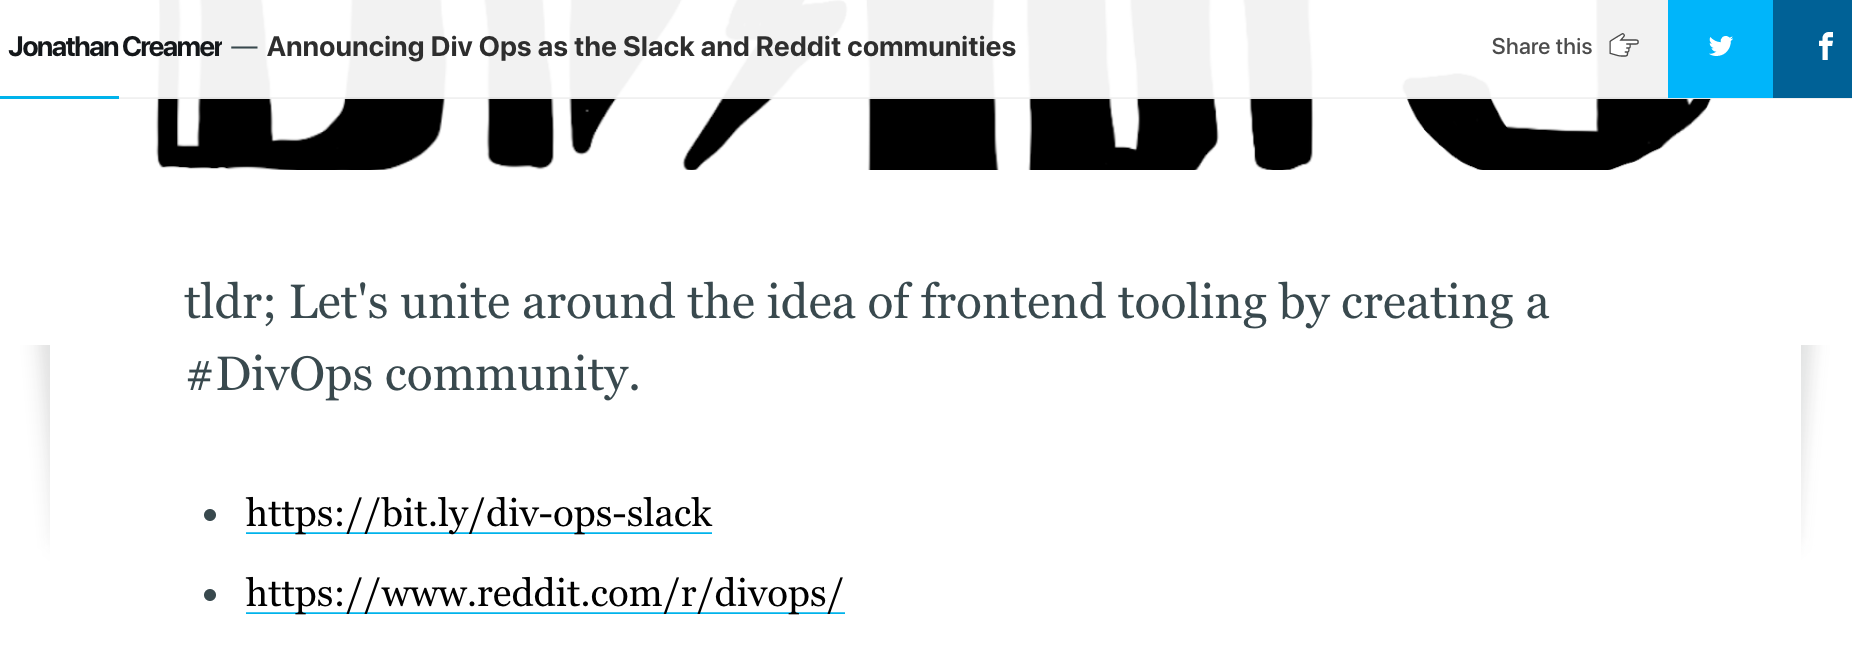 Jonathan Creamer — Announcing Div Ops as the Slack and Reddit communities
Share this
tldr; Let's unite around the idea of frontend tooling by creating a
#DivOps community.
https://bit.ly/div-ops-slack
https://www.reddit.com/r/divops/